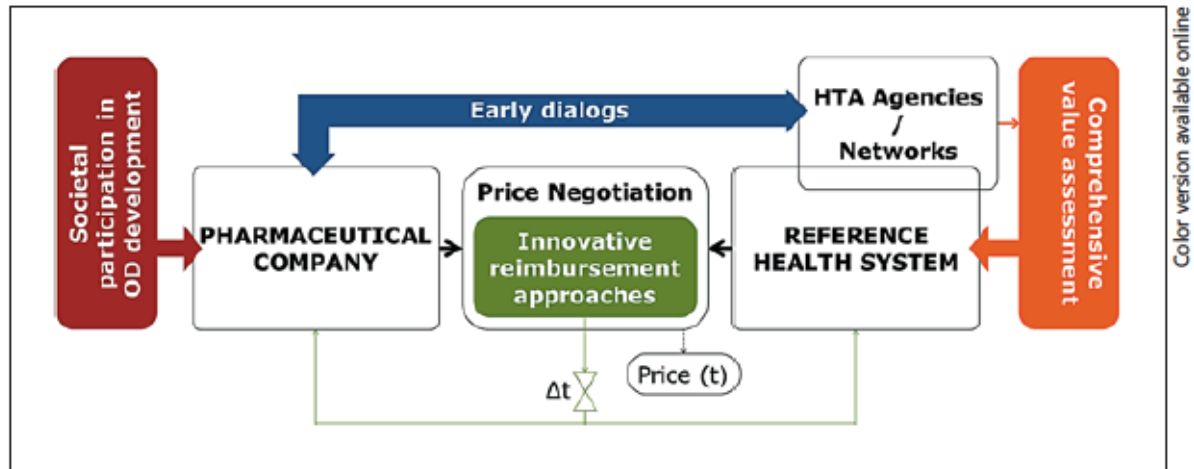 Societal
participation in
OD development
Early dialogs
HTA Agencies
/
Networks
Comprehensive
value assessment
PHARMACEUTICAL
COMPANY
Price Negotiation
Innovative
reimbursement
approaches
REFERENCE
HEALTH SYSTEM
Δt
Price (t)
Color version available online